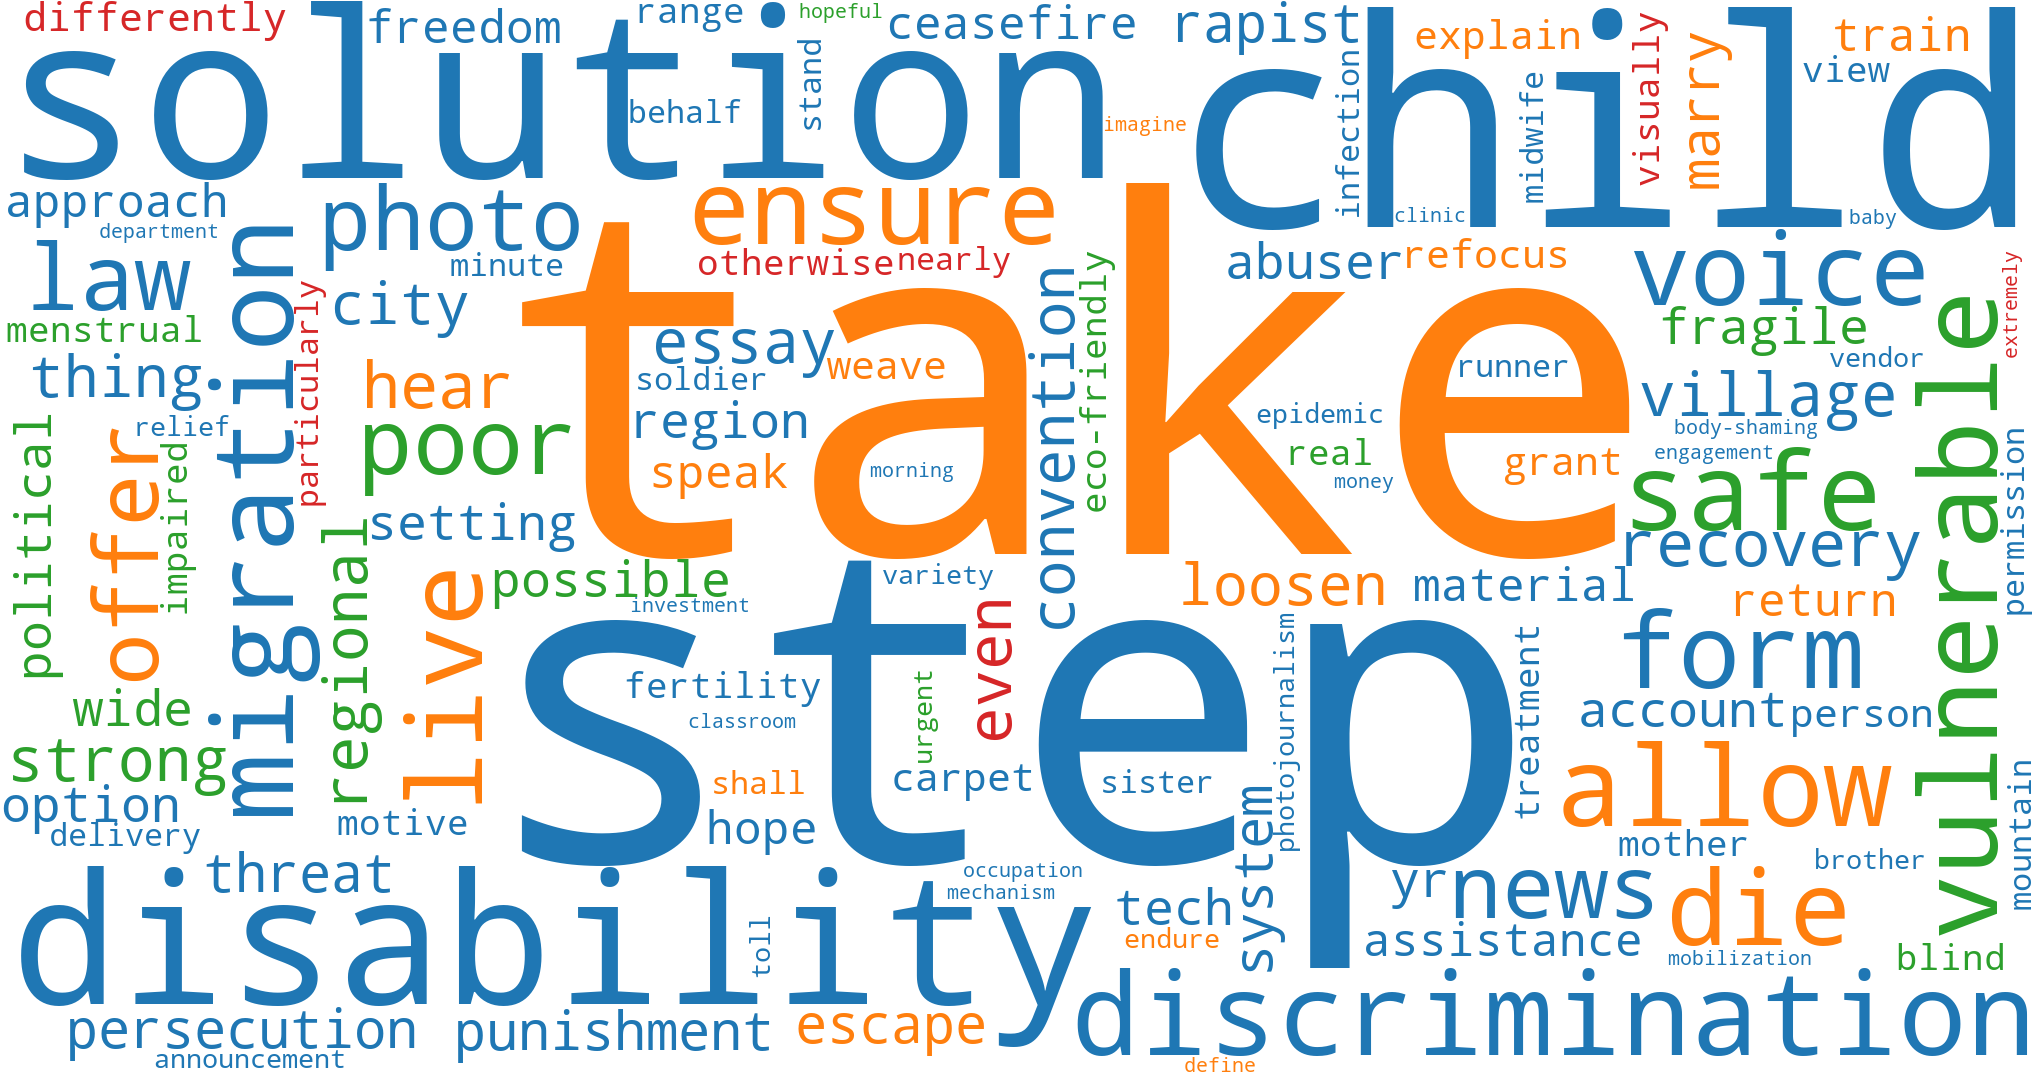 differently
freedom
range
hopeful
ceasefire
rapist
explain
visually
marry
train
view
solution
stand
behalf
imagine
child
infection
midwife
clinic
baby
approach
department
photo
minute
ensure
otherwise
nearly
abuser
refocus
voice
extremely
law
menstrual
migration
particularly
city
take
eco-friendly
convention
fragile
vendor
vulnerable
thing
hear
essay
weave
soldier
runner
village
relief
region
epidemic
body-shaming
engagement
political
offer
impaired
poor
speak
morning
real
money
grant
safe
permission
setting
regional
live
possible
variety
loosen
material
recovery
return
investment
step
even
form
wide
fertility
classroom
urgent
photojournalism
treatment
account
person
strong
option
delivery
motive
shall
hope
carpet
sister
system
allow
mother
brother
mountain
threat
disability
occupation
mechanism
toll
tech
endure
yr
news
assistance
die
mobilization
blind
persecution
announcement
punishment
escape
discrimination
define